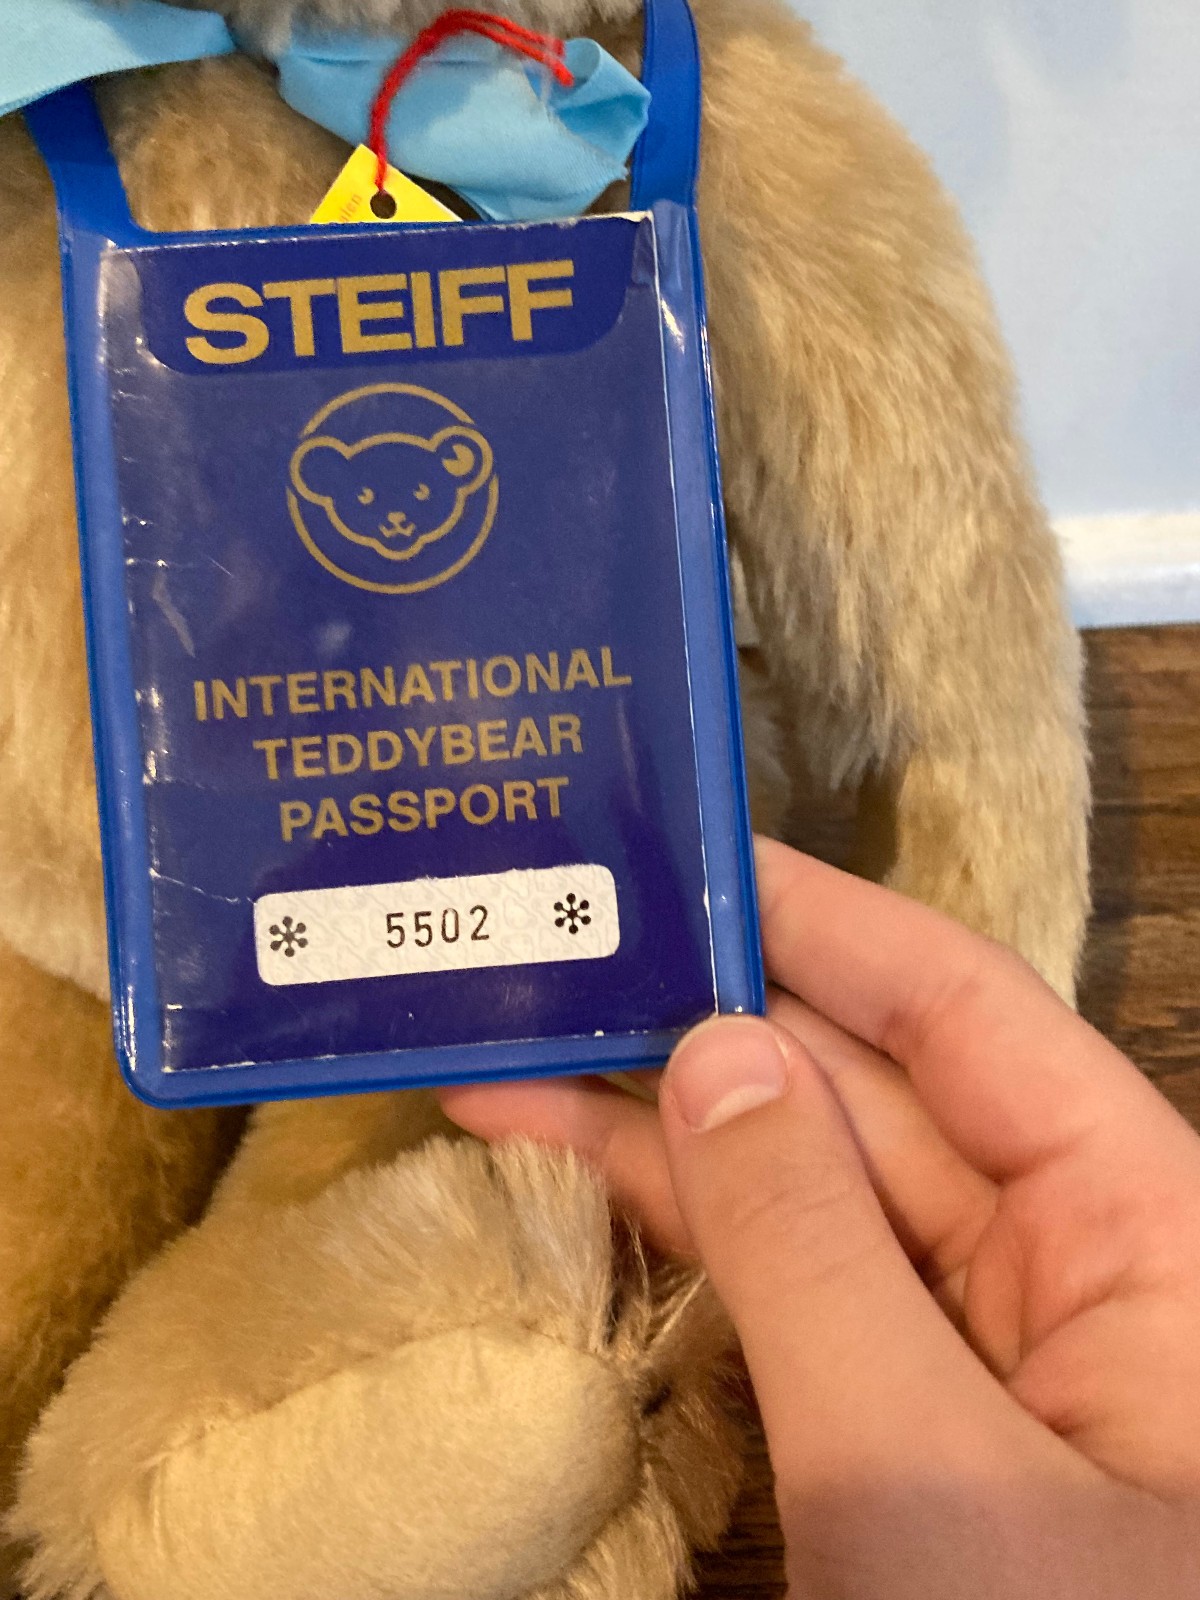 STEIFF
INTERNATIONAL
TEDDYBEAR
PASSPORT
* 5502 *